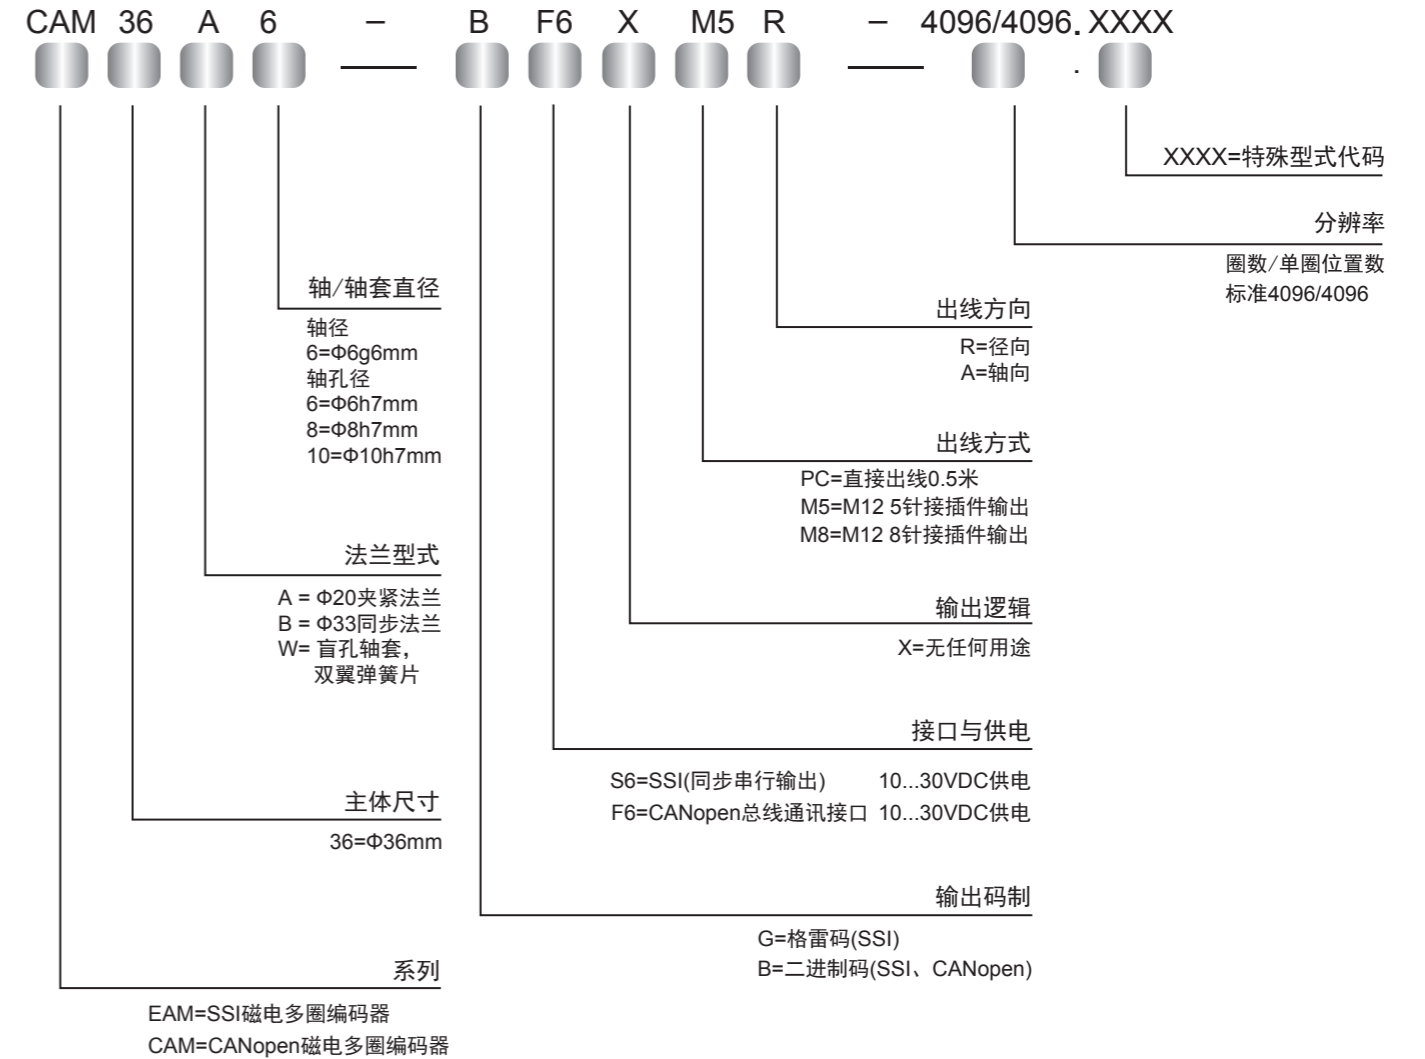 CAM 36 A 6 – B F6 X M5 R – 4096/4096.XXXX
.
XXXX=特殊型式代码
分辨率
圈数/单圈位置数
标准4096/4096
轴/轴套直径
轴径
6=Φ6g6mm
轴孔径
6=Φ6h7mm
8=Φ8h7mm
10=Φ10h7mm
出线方向
R=径向
A=轴向
出线方式
PC=直接出线0.5米
M5=M12 5针接插件输出
M8=M12 8针接插件输出
法兰型式
A = Φ20夹紧法兰
B = Φ33同步法兰
W= 盲孔轴套，
双翼弹簧片
输出逻辑
X=无任何用途
接口与供电
S6=SSI(同步串行输出) 10...30VDC供电
F6=CANopen总线通讯接口 10...30VDC供电
主体尺寸
36=Φ36mm
输出码制
G=格雷码(SSI)
B=二进制码(SSI、CANopen)
系列
EAM=SSI磁电多圈编码器
CAM=CANopen磁电多圈编码器